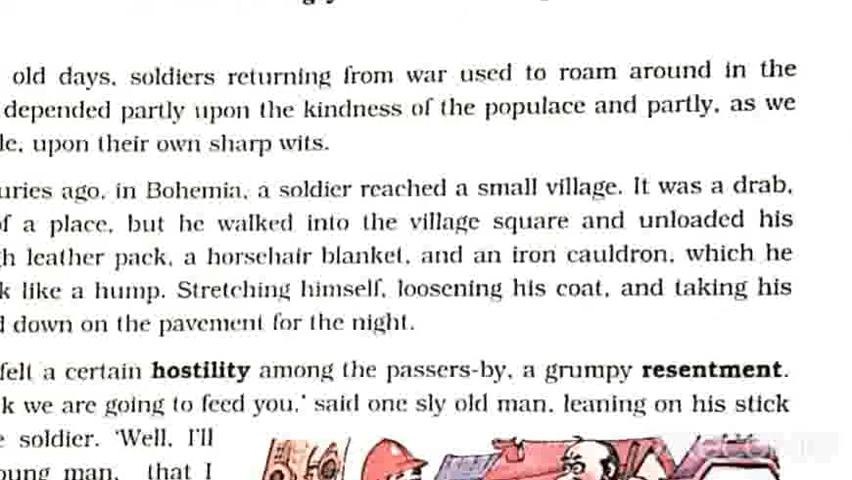 old days, soldiers returning from war used to roam around in the
depended partly upon the kindness of the populace and partly, as we
upon their own sharp wits.
ago, in Bohemia, a soldier reached a small village. It was a drab,
of a place, but he walked into the village square and unloaded his
leather pack, a horsehair blanket, and an iron cauldron, which he
like a hump. Stretching himself, loosening his coat, and taking his
down on the pavement for the night.
felt a certain hostility among the passers-by, a grumpy resentment.
we are going to feed you,' said one sly old man, leaning on his stick
soldier. 'Well, I'll
man, that I